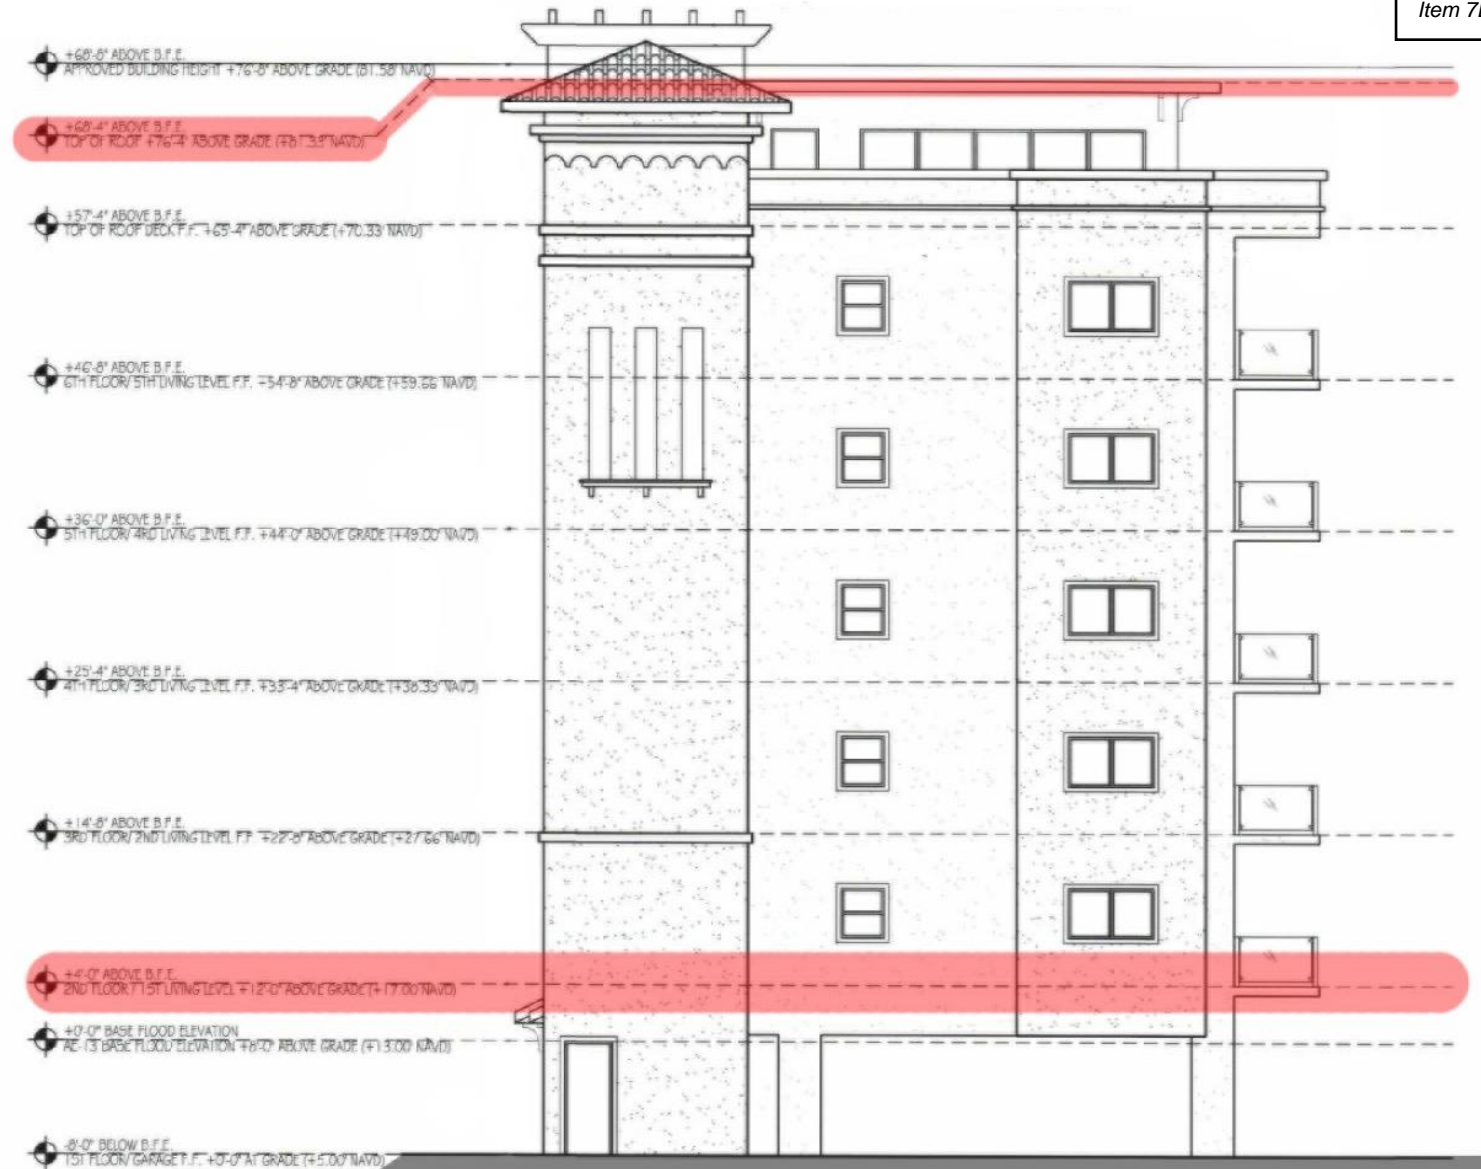 Item 7
+68'-8" ABOVE B.F.E.
APPROVED BUILDING HEIGHT +76'-8" ABOVE GRADE (81.58' NAVD)
+68'-4" ABOVE B.F.E.
TOP OF ROOF +76'-4" ABOVE GRADE (+81.33' NAVD)
+57'-4" ABOVE B.F.E.
TOP OF ROOF DECK F.F. +65'-4" ABOVE GRADE (+70.33' NAVD)
+46'-8" ABOVE B.F.E.
6TH FLOOR/ 5TH LIVING LEVEL F.F. +54'-8" ABOVE GRADE (+59.66' NAVD)
+36'-0" ABOVE B.F.E.
5TH FLOOR/ 4RD LIVING LEVEL F.F. +44'-0" ABOVE GRADE (+49.00' NAVD)
+25'-4" ABOVE B.F.E.
4TH FLOOR/ 3RD LIVING LEVEL F.F. +33'-4" ABOVE GRADE (+38.33' NAVD)
+14'-8" ABOVE B.F.E.
3RD FLOOR/ 2ND LIVING LEVEL F.F. +22'-8" ABOVE GRADE (+27.66' NAVD)
+4'-0" ABOVE B.F.E.
2ND FLOOR / 1ST LIVING LEVEL +12'-0" ABOVE GRADE (+17.00' NAVD)
+0'-0" BASE FLOOD ELEVATION
AE-13 BASE FLOOD ELEVATION +8'-0" ABOVE GRADE (+13.00' NAVD)
-8'-0" BELOW B.F.E.
1ST FLOOR/ GARAGE F.F. +0'-0" AT GRADE (+5.00' NAVD)